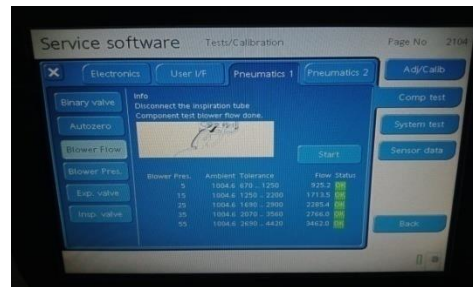 Service software Tests/Calibration Page No 2104
Electronics User I/F Pneumatics 1 Pneumatics 2 Adj/Calib
Comp test
System test
Sensor data
Back
Binary valve
Autozero
Blower Flow
Blower Pres.
Exp. valve
Insp. valve
Info
Disconnect the inspiration tube
Component test blower flow done.
Start
Blower Pres. Ambient Tolerance Flow Status
5 1004.6 670 .. 1250 925.2 OK
15 1004.6 1250 .. 2200 1713.5 OK
25 1004.6 1690 .. 2900 2285.4 OK
35 1004.6 2070 .. 3560 2766.0 OK
55 1004.6 2690 .. 4420 3462.0 OK